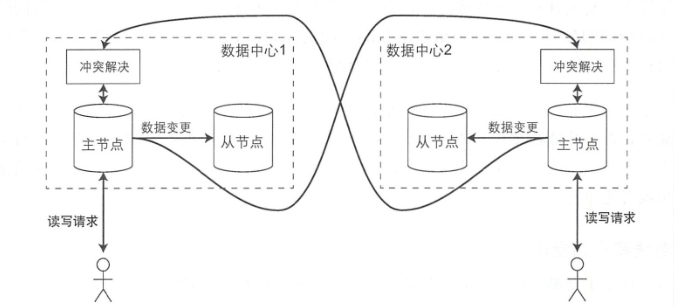 数据中心1
数据中心2
冲突解决
冲突解决
主节点
数据变更
从节点
从节点
数据变更
主节点
读写请求
读写请求